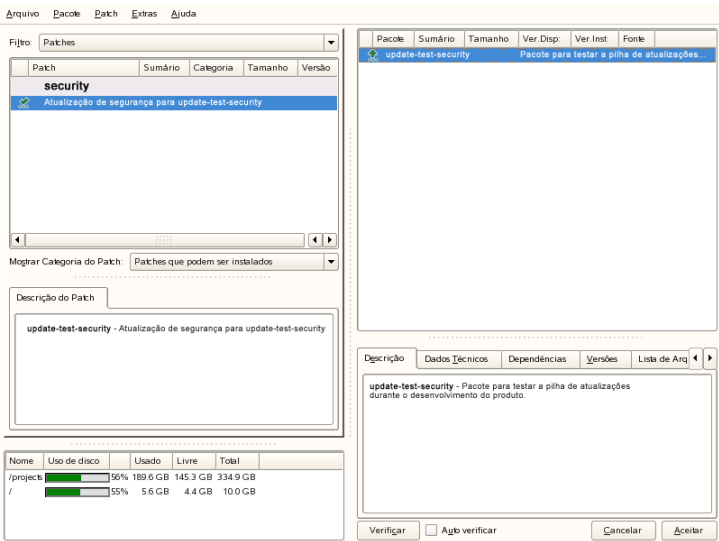 Arquivo Pacote Patch Extras Ajuda
Filtro: Patches
Patch Sumário Categoria Tamanho Versão
security
Atualização de segurança para update-test-security
Mostrar Categoria do Patch: Patches que podem ser instalados
Descrição do Patch
update-test-security - Atualização de segurança para update-test-security
Nome Uso de disco Usado Livre Total
/projects 56% 189.6 GB 145.3 GB 334.9 GB
/ 55% 5.6 GB 4.4 GB 10.0 GB
Pacote Sumário Tamanho Ver.Disp: Ver.Inst Fonte
update-test-security Pacote para testar a pilha de atualizações...
Descrição Dados Técnicos Dependências Versões Lista de Arq
update-test-security - Pacote para testar a pilha de atualizações
durante o desenvolvimento do produto.
Verificar Auto verificar Cancelar Aceitar